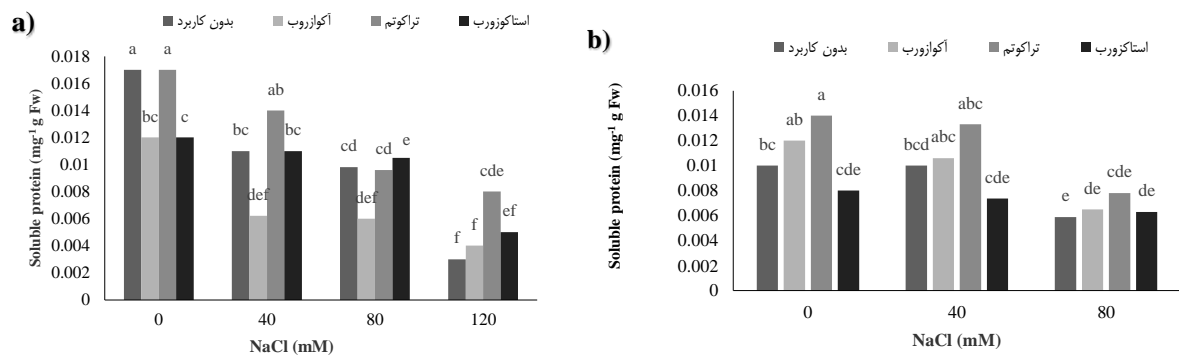 a)
بدون کاربرد آکوازروب تراکوتم استاکوزورب
Soluble protein (mg-1 g Fw)
0.018
0.016
0.014
0.012
0.01
0.008
0.006
0.004
0.002
0
a bc a c
bc def ab bc
cd def cd e
f f cde ef
0 40 80 120
NaCl (mM)
b)
بدون کاربرد آکوازورب تراکوتم استاکزورب
Soluble protein (mg-1 g Fw)
0.016
0.014
0.012
0.01
0.008
0.006
0.004
0.002
0
bc ab a cde
bcd abc abc cde
e de cde de
0 40 80
NaCl (mM)